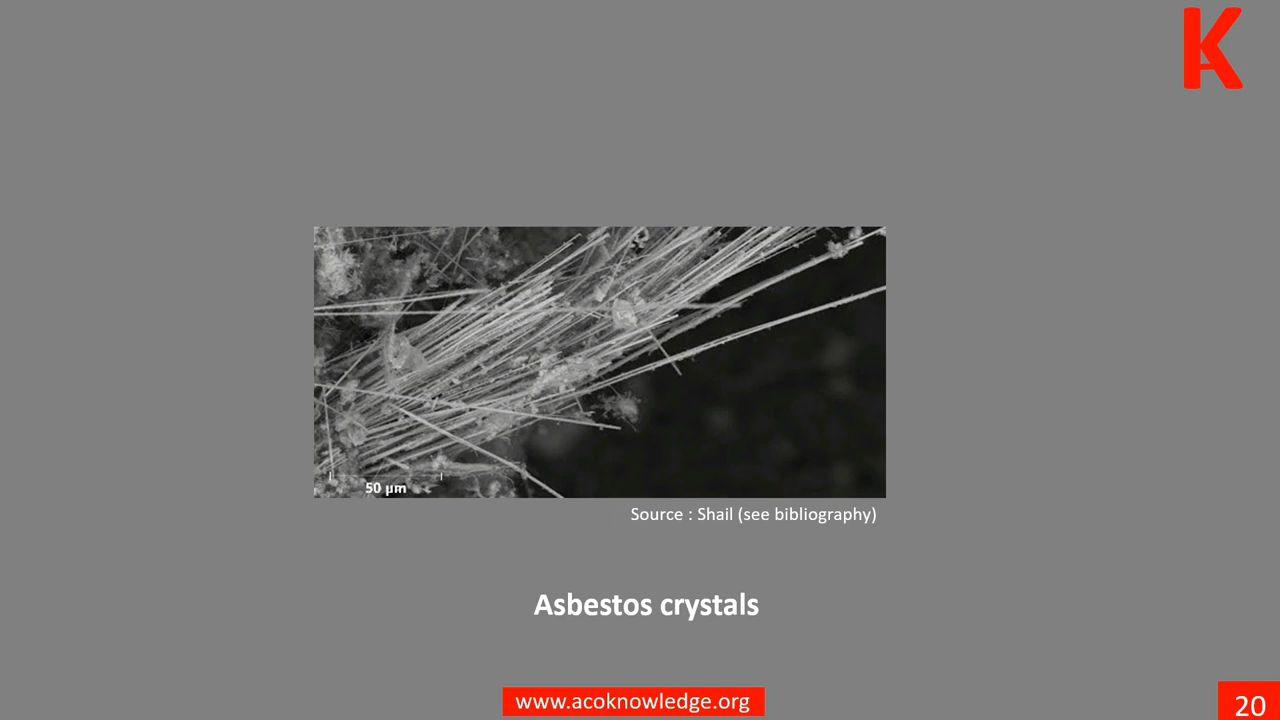 50 µm
Source : Shail (see bibliography)
Asbestos crystals
www.acoknowledge.org
20